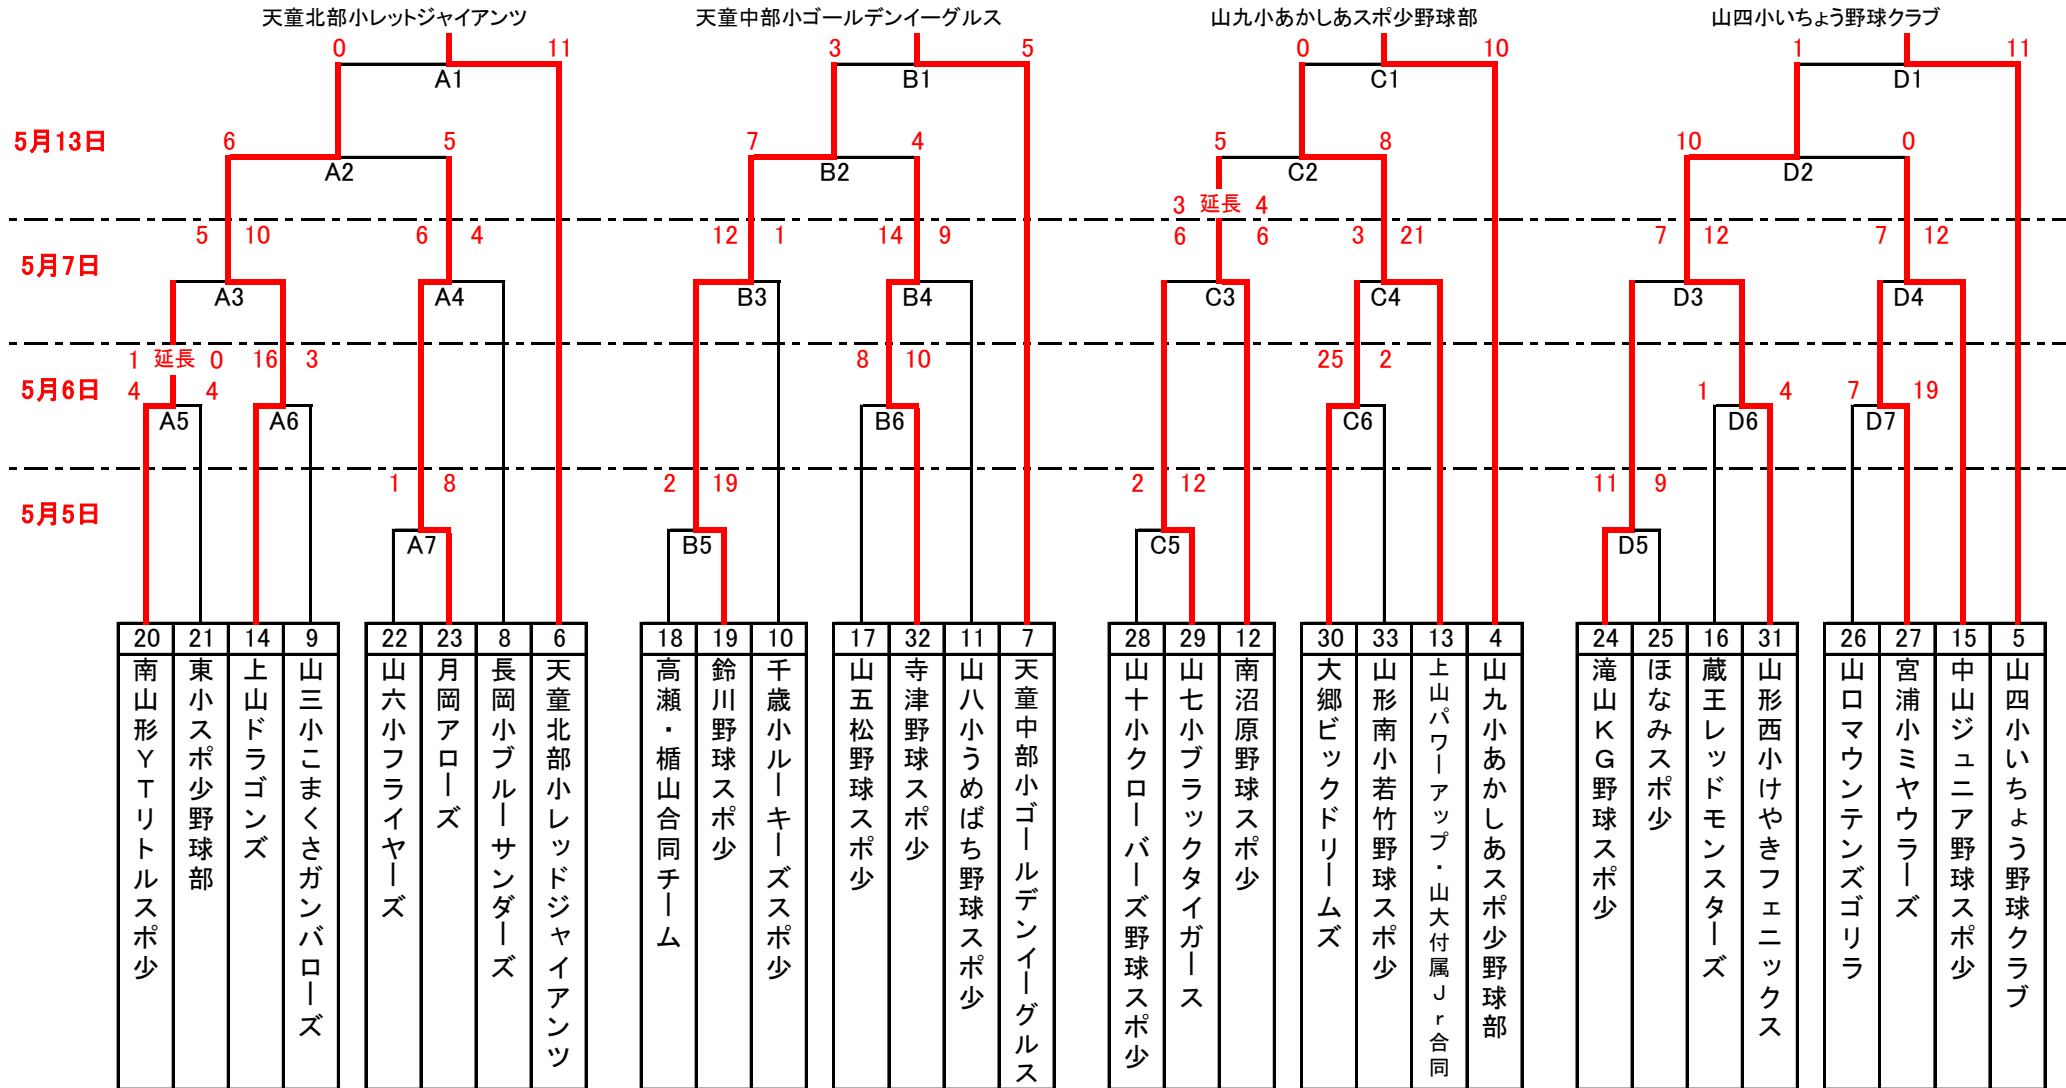 天童北部小レットジャイアンツ
天童中部小ゴールデンイーグルス
山九小あかしあスポ少野球部
山四小いちょう野球クラブ
0 11 3 5 0 10 1 11
A1 B1 C1 D1
5月13日
6 5 7 4 5 8 10 0
A2 B2 C2 D2
3 延長 4
5 10 6 4 12 1 14 9 6 6 3 21 7 12 7 12
5月7日
A3 A4 B3 B4 C3 C4 D3 D4
1 延長 0 16 3 8 10 25 2
5月6日
4 4 1 4 7 19
A5 A6 B6 C6 D6 D7
1 8 2 19 2 12 11 9
5月5日
A7 B5 C5 D5
20 21 14 9 22 23 8 6 18 19 10 17 32 11 7 28 29 12 30 33 13 4 24 25 16 31 26 27 15 5
南山形YTリトルスポ少
東小スポ少野球部
上山ドラゴンズ
山三小こまくさガンバローズ
山六小フライヤーズ
月岡アローズ
長岡小ブルーサンダーズ
天童北部小レッドジャイアンツ
高瀬・楯山合同チーム
鈴川野球スポ少
千歳小ルーキーズスポ少
山五松野球スポ少
寺津野球スポ少
山八小うめばち野球スポ少
天童中部小ゴールデンイーグルス
山十小クローバーズ野球スポ少
山七小ブラックタイガース
南沼原野球スポ少
大郷ビックドリームズ
山形南小若竹野球スポ少
上山パワーアップ・山大付属Jr合同
山九小あかしあスポ少野球部
滝山KG野球スポ少
ほなみスポ少
蔵王レッドモンスターズ
山形西小けやきフェニックス
山口マウンテンズゴリラ
宮浦小ミヤウラーズ
中山ジュニア野球スポ少
山四小いちょう野球クラブ